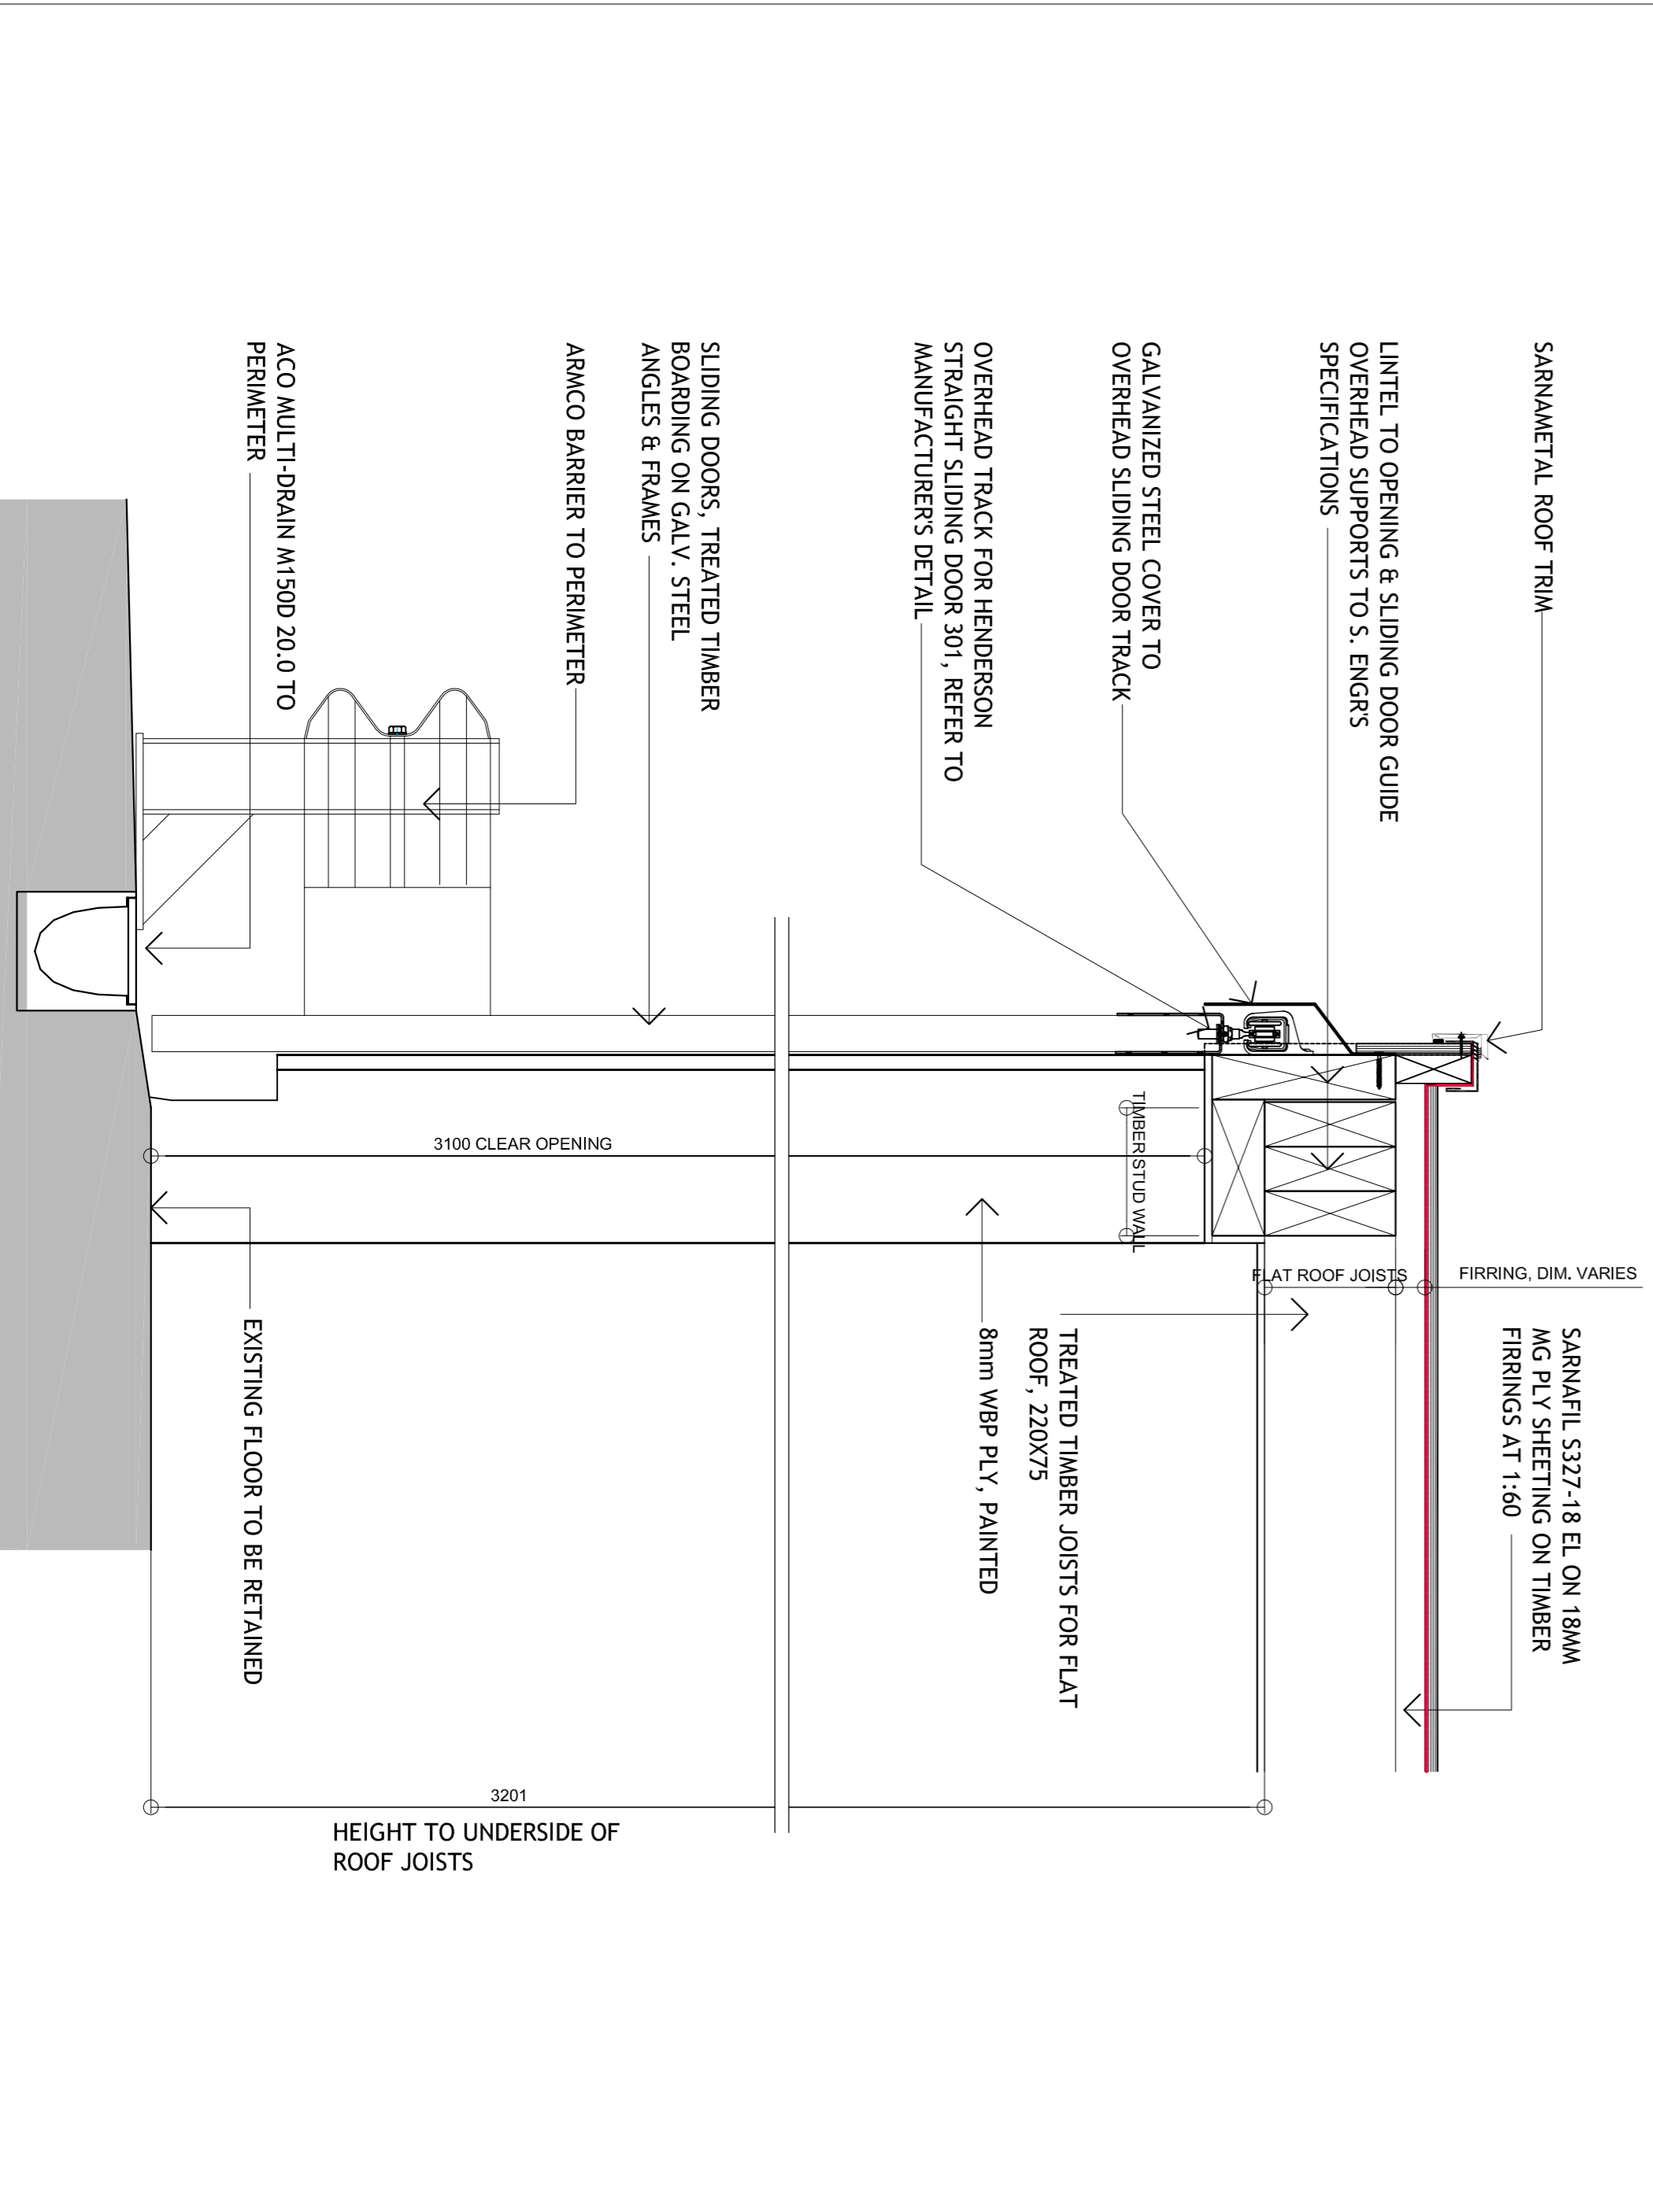 SARNAMETAL ROOF TRIM
LINTEL TO OPENING & SLIDING DOOR GUIDE
OVERHEAD SUPPORTS TO S. ENGR'S
SPECIFICATIONS
GALVANIZED STEEL COVER TO
OVERHEAD SLIDING DOOR TRACK
OVERHEAD TRACK FOR HENDERSON
STRAIGHT SLIDING DOOR 301, REFER TO
MANUFACTURER'S DETAIL
SLIDING DOORS, TREATED TIMBER
BOARDING ON GALV. STEEL
ANGLES & FRAMES
ARMCO BARRIER TO PERIMETER
ACO MULTI-DRAIN M150D 20.0 TO
PERIMETER
TIMBER STUD WALL
3100 CLEAR OPENING
FLAT ROOF JOISTS
FIRRING, DIM. VARIES
SARNAFIL S327-18 EL ON 18MM
MG PLY SHEETING ON TIMBER
FIRRINGS AT 1:60
TREATED TIMBER JOISTS FOR FLAT
ROOF, 220X75
8mm WBP PLY, PAINTED
EXISTING FLOOR TO BE RETAINED
3201
HEIGHT TO UNDERSIDE OF
ROOF JOISTS